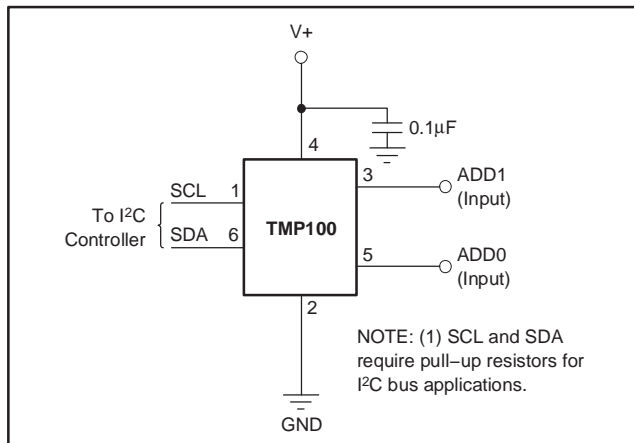 V+
0.1µF
4
SCL 1
3 ADD1
(Input)
To I²C
Controller
TMP100
SDA 6
5 ADD0
(Input)
2
NOTE: (1) SCL and SDA
require pull–up resistors for
I²C bus applications.
GND